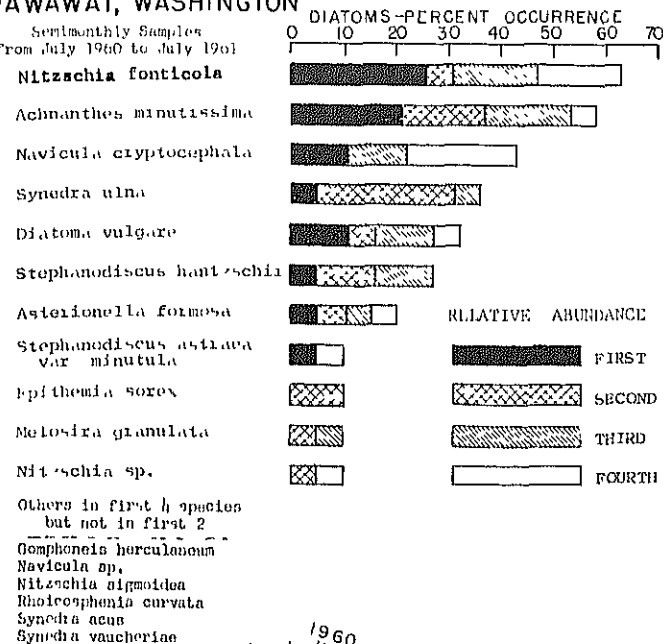 PAWAWAI, WASHINGTON
Semimonthly Samples
from July 1960 to July 1961
DIATOMS-PERCENT OCCURRENCE
0 10 20 30 40 50 60 70
Nitzschia fonticola
Achnanthes minutissima
Navicula cryptocephala
Synedra ulna
Diatoma vulgare
Stephanodiscus hantzschii
Asterionella formosa
RELATIVE ABUNDANCE
Stephanodiscus astraea
var minutula
FIRST
Epithemia sorex
SECOND
Melosira granulata
THIRD
Nitzschia sp.
FOURTH
Others in first 4 species
but not in first 2
Gomphoneis herculeanum
Navicula sp.
Nitzschia sigmoidea
Rhoicosphenia curvata
Synedra acus
Synedra vaucheriae
1960